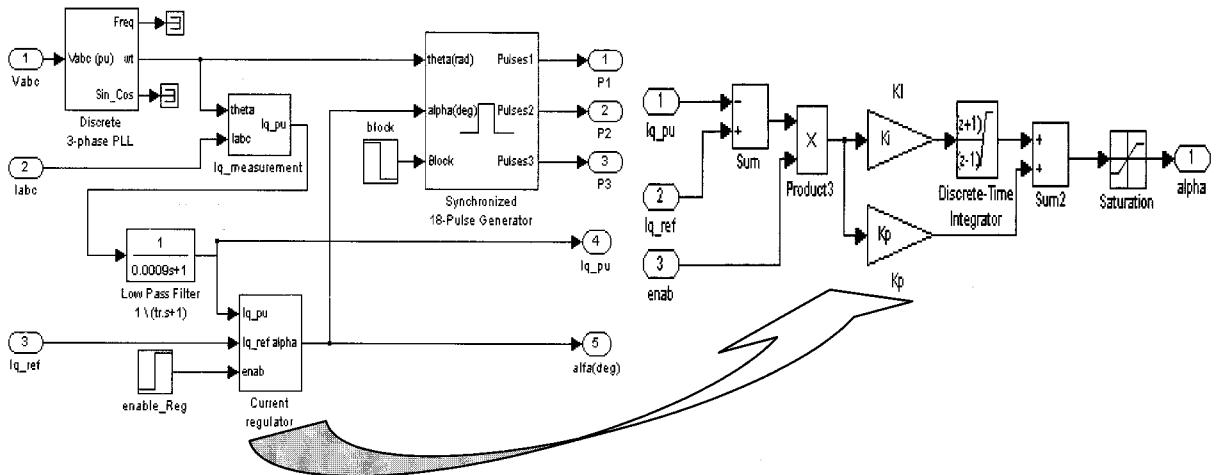 Freq
1
Vabc
Vabc (pu)
wt
Sin_Cos
Discrete
3-phase PLL
theta
Iabc
Iq_pu
Iq_measurement
2
Iabc
block
theta(rad)
alpha(deg)
Block
Pulses1
Pulses2
Pulses3
Synchronized
18-Pulse Generator
1
P1
2
P2
3
P3
1
0.0009s+1
Low Pass Filter
1 \(tr.s+1)
4
Iq_pu
3
Iq_ref
enable_Reg
Iq_pu
Iq_ref alpha
enab
Current
regulator
5
alfa(deg)
1
Iq_pu
2
Iq_ref
3
enab
−
+
Sum
X
Product3
KI
Ki
Kp
Kp
(z+1)
(z-1)
Discrete-Time
Integrator
+
+
Sum2
Saturation
1
alpha